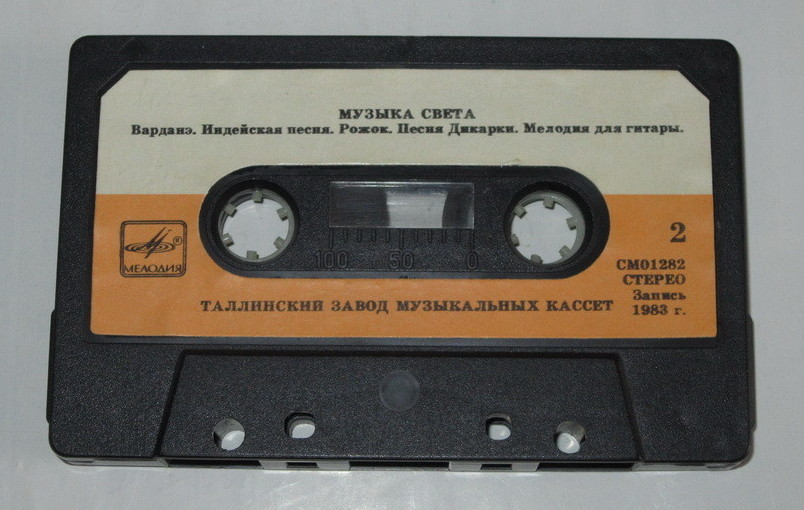 МУЗЫКА СВЕТА
Варданэ. Индейская песня. Рожок. Песня Дикарки. Мелодия для гитары.
МЕЛОДИЯ
®
100 50 0
2
СМ01282
СТЕРЕО
Запись
1983 г.
ТАЛЛИНСКИЙ ЗАВОД МУЗЫКАЛЬНЫХ КАССЕТ